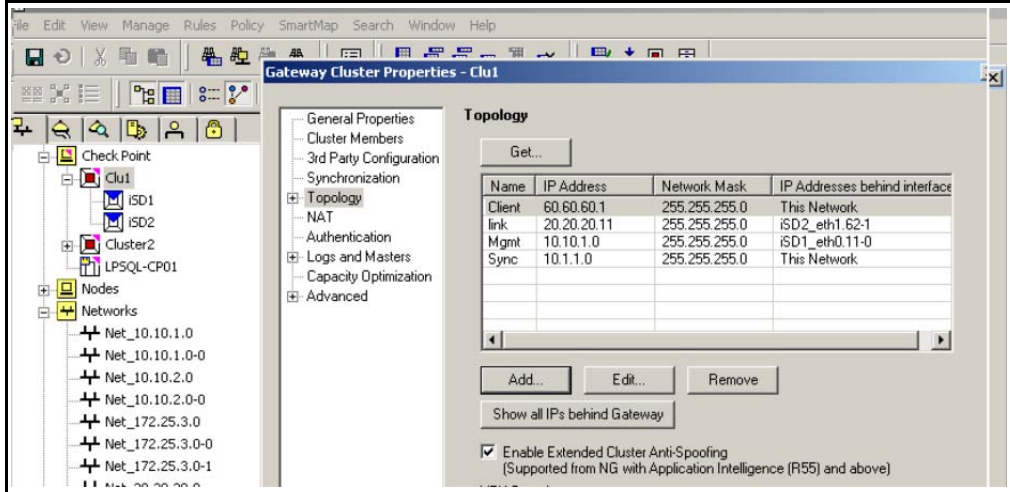 File Edit View Manage Rules Policy SmartMap Search Window Help
Gateway Cluster Properties - Clu1
Check Point
Clu1
iSD1
iSD2
Cluster2
LPSQL-CP01
Nodes
Networks
Net_10.10.1.0
Net_10.10.1.0-0
Net_10.10.2.0
Net_10.10.2.0-0
Net_172.25.3.0
Net_172.25.3.0-0
Net_172.25.3.0-1
General Properties
Cluster Members
3rd Party Configuration
Synchronization
Topology
NAT
Authentication
Logs and Masters
Capacity Optimization
Advanced
Topology
Get...
Name IP Address Network Mask IP Addresses behind interface
Client 60.60.60.1 255.255.255.0 This Network
link 20.20.20.11 255.255.255.0 iSD2_eth1.62-1
Mgmt 10.10.1.0 255.255.255.0 iSD1_eth0.11-0
Sync 10.1.1.0 255.255.255.0 This Network
Add... Edit... Remove
Show all IPs behind Gateway
Enable Extended Cluster Anti-Spoofing
(Supported from NG with Application Intelligence (R55) and above)